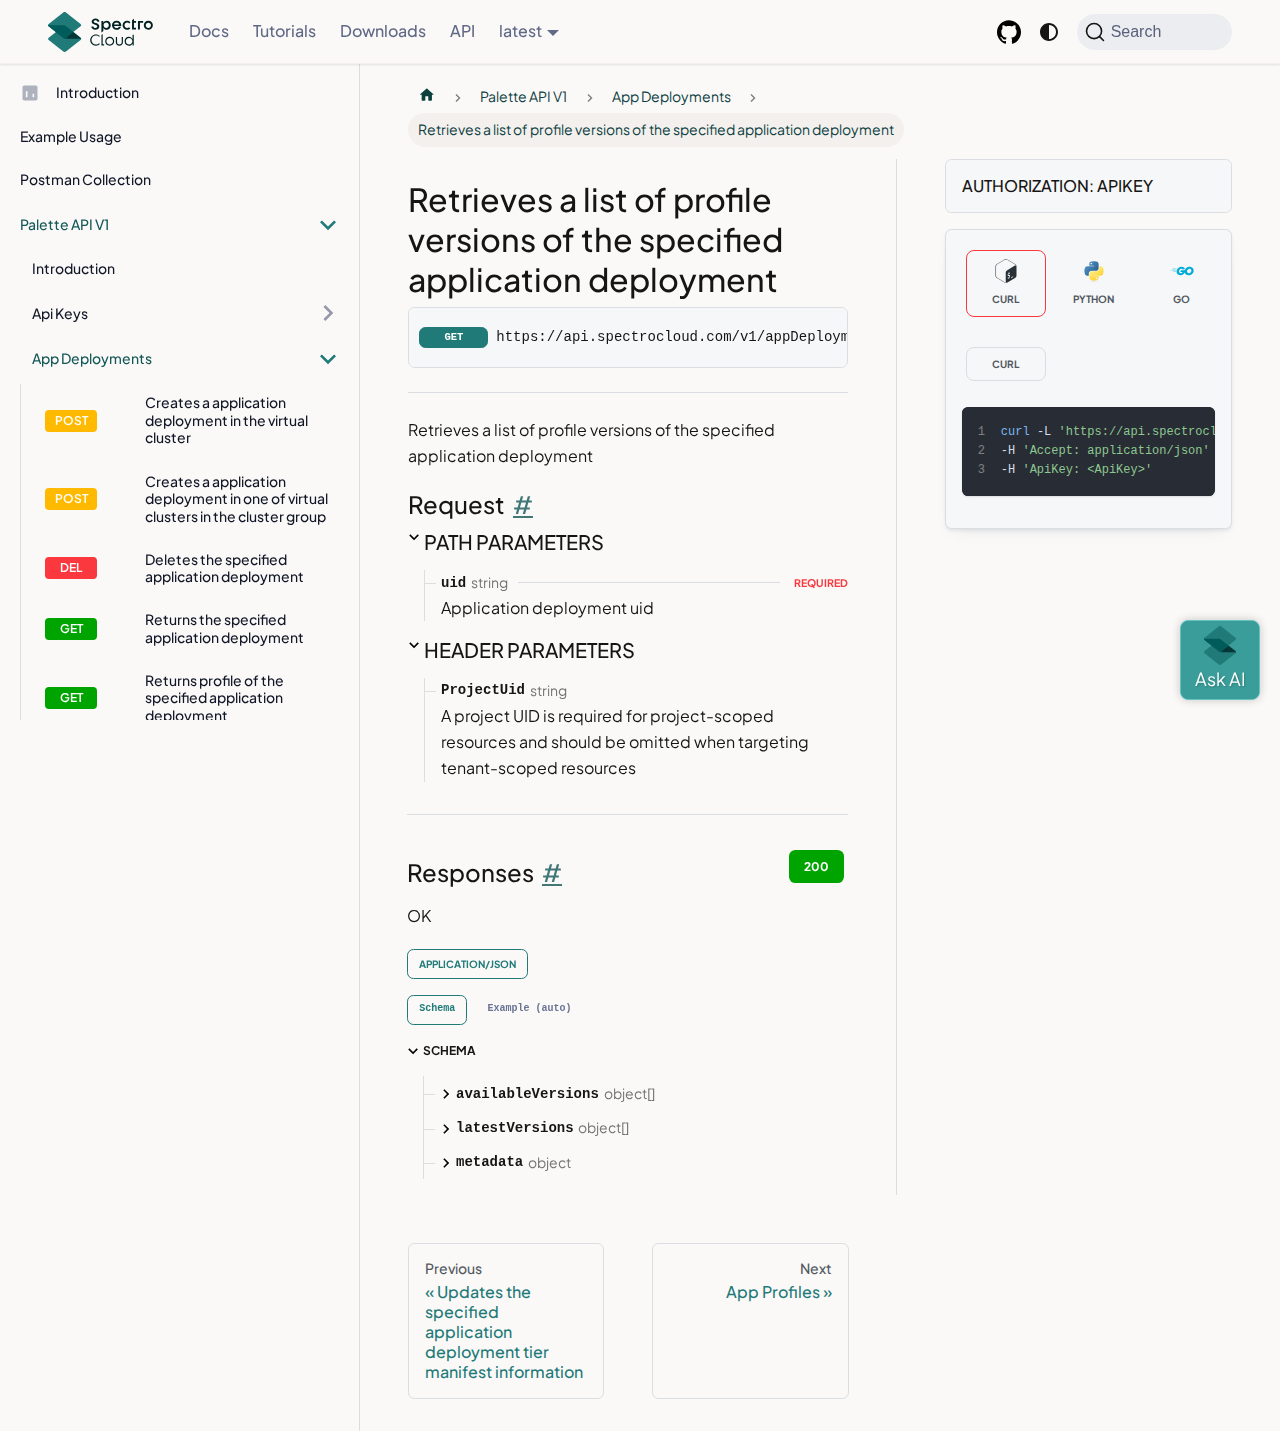 Spectro Cloud
Docs
Tutorials
Downloads
API
latest
Search
Introduction
Example Usage
Postman Collection
Palette API V1
Introduction
Api Keys
App Deployments
POST
Creates a application
deployment in the virtual
cluster
POST
Creates a application
deployment in one of virtual
clusters in the cluster group
DEL
Deletes the specified
application deployment
GET
Returns the specified
application deployment
GET
Returns profile of the
specified application
deployment
Palette API V1
App Deployments
Retrieves a list of profile versions of the specified application deployment
Retrieves a list of profile
versions of the specified
application deployment
GET https://api.spectrocloud.com/v1/appDeploym
Retrieves a list of profile versions of the specified
application deployment
Request #
PATH PARAMETERS
uid string REQUIRED
Application deployment uid
HEADER PARAMETERS
ProjectUid string
A project UID is required for project-scoped
resources and should be omitted when targeting
tenant-scoped resources
Responses #
200
OK
APPLICATION/JSON
Schema
Example (auto)
SCHEMA
availableVersions object[]
latestVersions object[]
metadata object
Previous
« Updates the
specified
application
deployment tier
manifest information
Next
App Profiles »
AUTHORIZATION: APIKEY
CURL
PYTHON
GO
GO
CURL
1 curl -L 'https://api.spectrocl
2 -H 'Accept: application/json'
3 -H 'ApiKey: <ApiKey>'
Ask AI